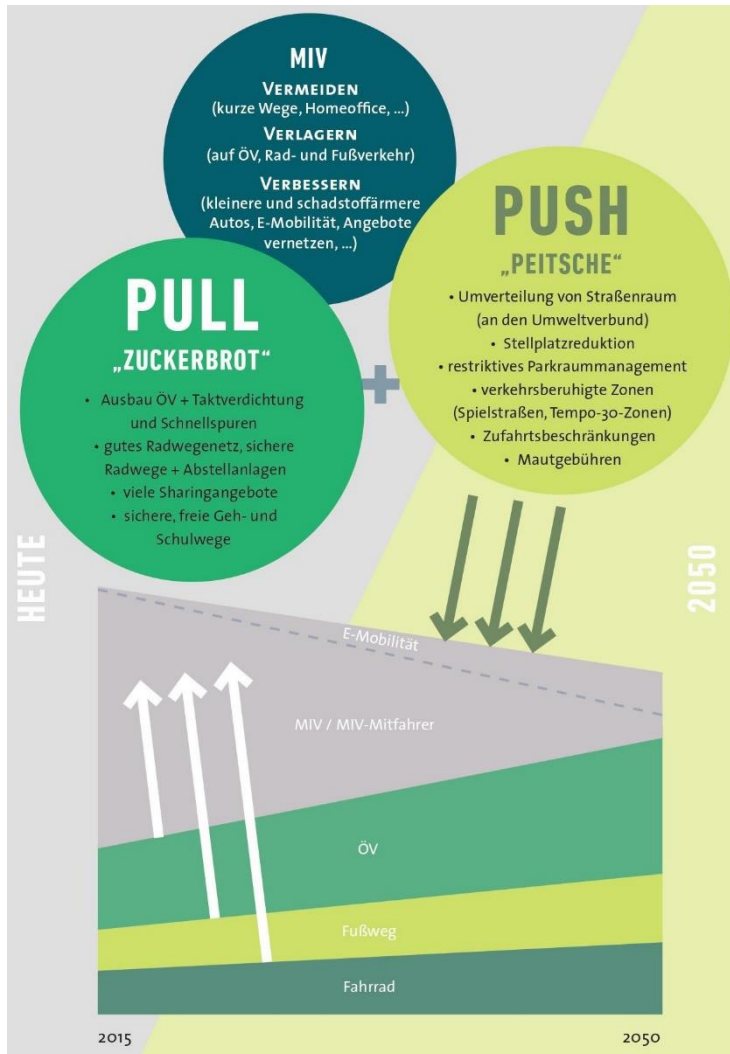 MIV
VERMEIDEN
(kurze Wege, Homeoffice, ...)
VERLAGERN
(auf ÖV, Rad- und Fußverkehr)
VERBESSERN
(kleinere und schadstoffärmere
Autos, E-Mobilität, Angebote
vernetzen, ...)
PULL
„ZUCKERBROT“
• Ausbau ÖV + Taktverdichtung
und Schnellspuren
• gutes Radwegenetz, sichere
Radwege + Abstellanlagen
• viele Sharingangebote
• sichere, freie Geh- und
Schulwege
+
PUSH
„PEITSCHE“
• Umverteilung von Straßenraum
(an den Umweltverbund)
• Stellplatzreduktion
• restriktives Parkraummanagement
• verkehrsberuhigte Zonen
(Spielstraßen, Tempo-30-Zonen)
• Zufahrtsbeschränkungen
• Mautgebühren
HEUTE
2050
E-Mobilität
MIV / MIV-Mitfahrer
ÖV
Fußweg
Fahrrad
2015
2050